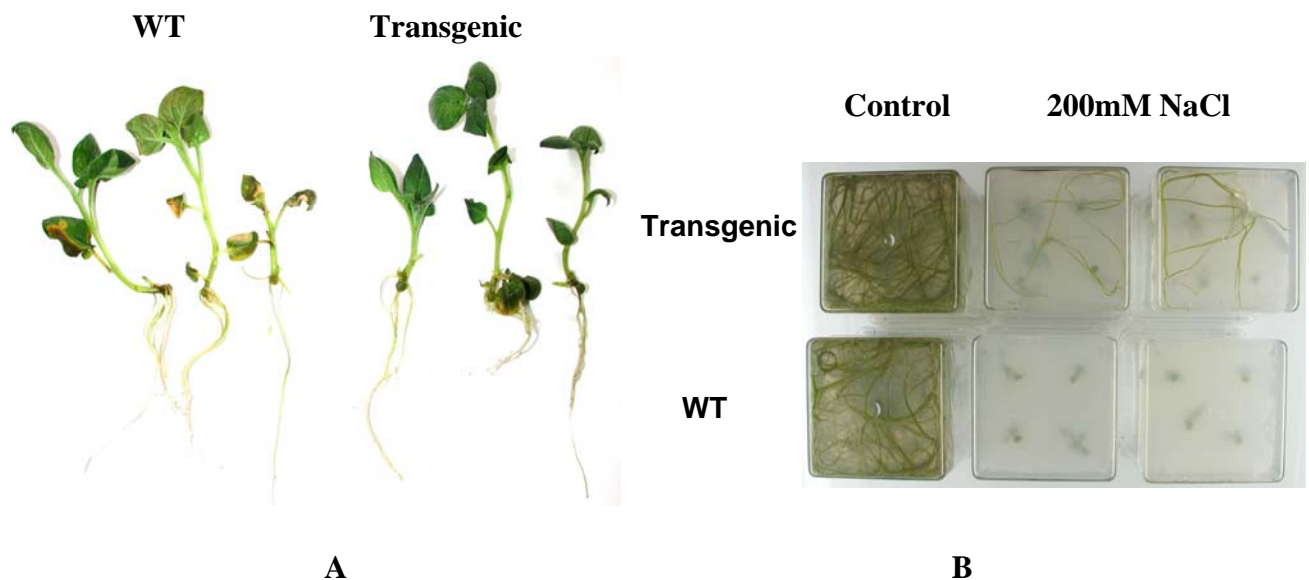 WT
Transgenic
Control
200mM NaCl
Transgenic
WT
A
B